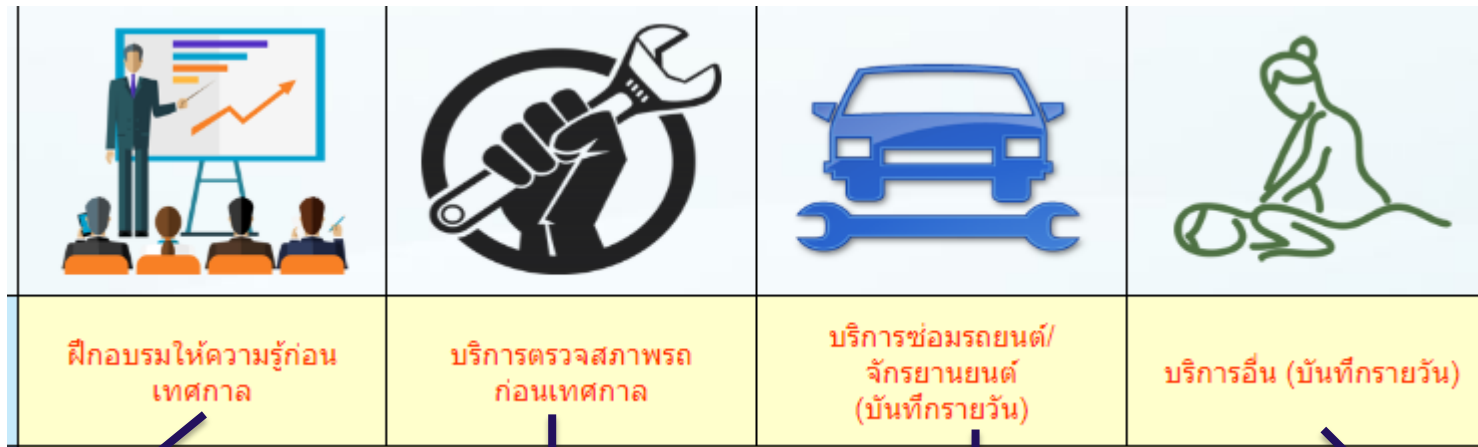 ฝึกอบรมให้ความรู้ก่อน
เทศกาล
บริการตรวจสภาพรถ
ก่อนเทศกาล
บริการซ่อมรถยนต์/
จักรยานยนต์
(บันทึกรายวัน)
บริการอื่น (บันทึกรายวัน)